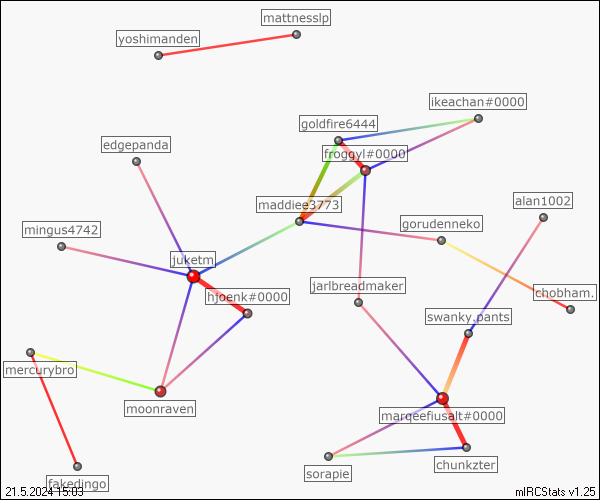 mattnesslp
yoshimanden
ikeachan#0000
goldfire6444
edgepanda
froggyl#0000
alan1002
maddiee3773
mingus4742
gorudenneko
juketm
jarlbreadmaker
hjoenk#0000
chobham.
swanky.pants
mercurybro
moonraven
marqeefiusalt#0000
sorapie
chunkzter
fakedingo
21.5.2024 15:03
mIRCStats v1.25